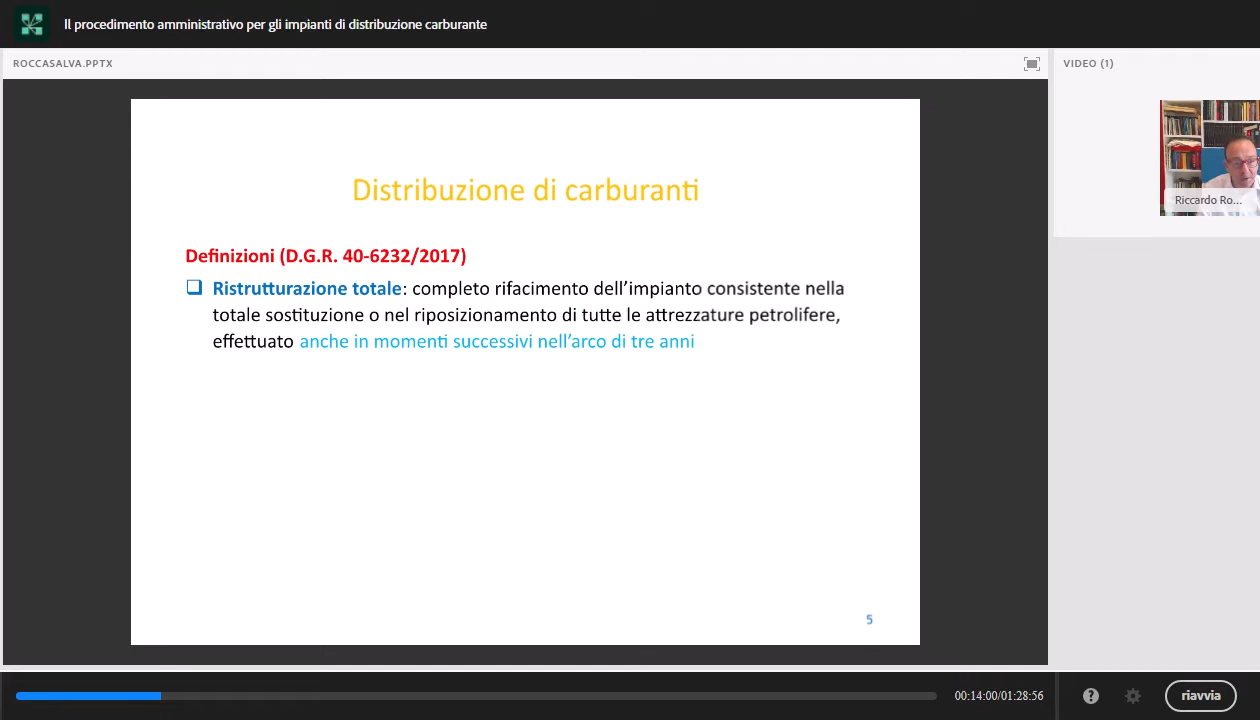 Il procedimento amministrativo per gli impianti di distribuzione carburante
ROCCASALVA.PPTX
VIDEO (1)
Riccardo Ro...
Distribuzione di carburanti
Definizioni (D.G.R. 40-6232/2017)
Ristrutturazione totale: completo rifacimento dell'impianto consistente nella
totale sostituzione o nel riposizionamento di tutte le attrezzature petrolifere,
effettuato anche in momenti successivi nell'arco di tre anni
5
00:14:00/01:28:56
?
riavvia